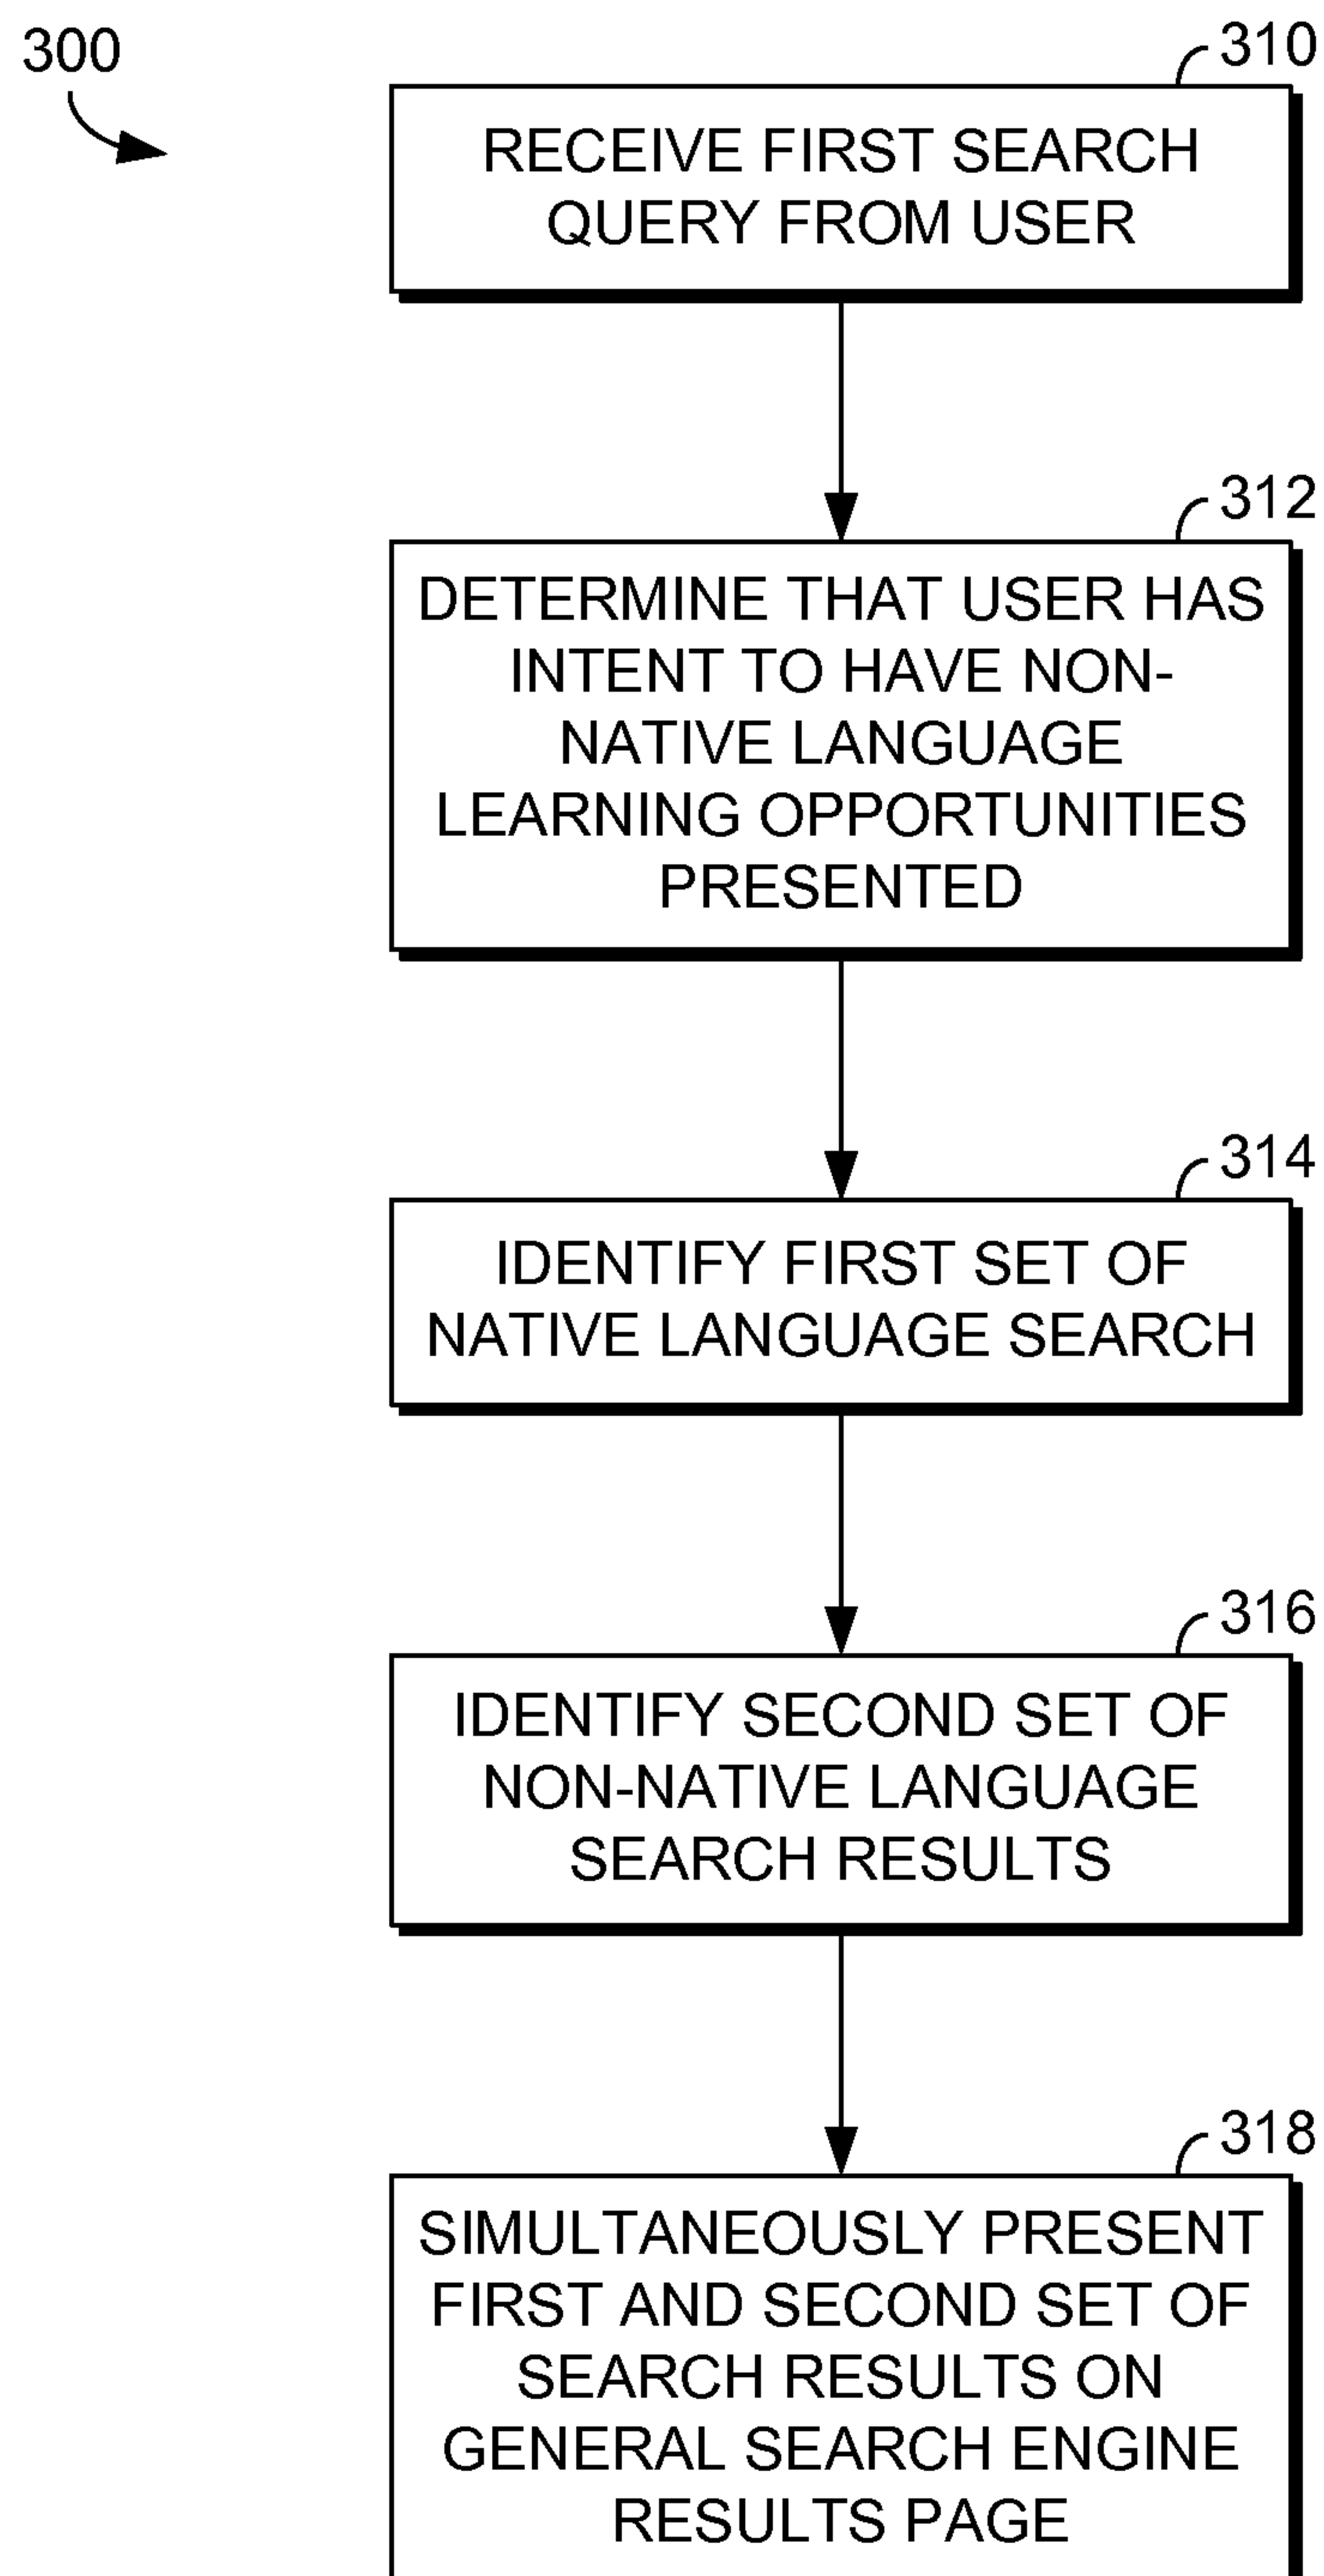 300
310
RECEIVE FIRST SEARCH
QUERY FROM USER
312
DETERMINE THAT USER HAS
INTENT TO HAVE NON-
NATIVE LANGUAGE
LEARNING OPPORTUNITIES
PRESENTED
314
IDENTIFY FIRST SET OF
NATIVE LANGUAGE SEARCH
316
IDENTIFY SECOND SET OF
NON-NATIVE LANGUAGE
SEARCH RESULTS
318
SIMULTANEOUSLY PRESENT
FIRST AND SECOND SET OF
SEARCH RESULTS ON
GENERAL SEARCH ENGINE
RESULTS PAGE